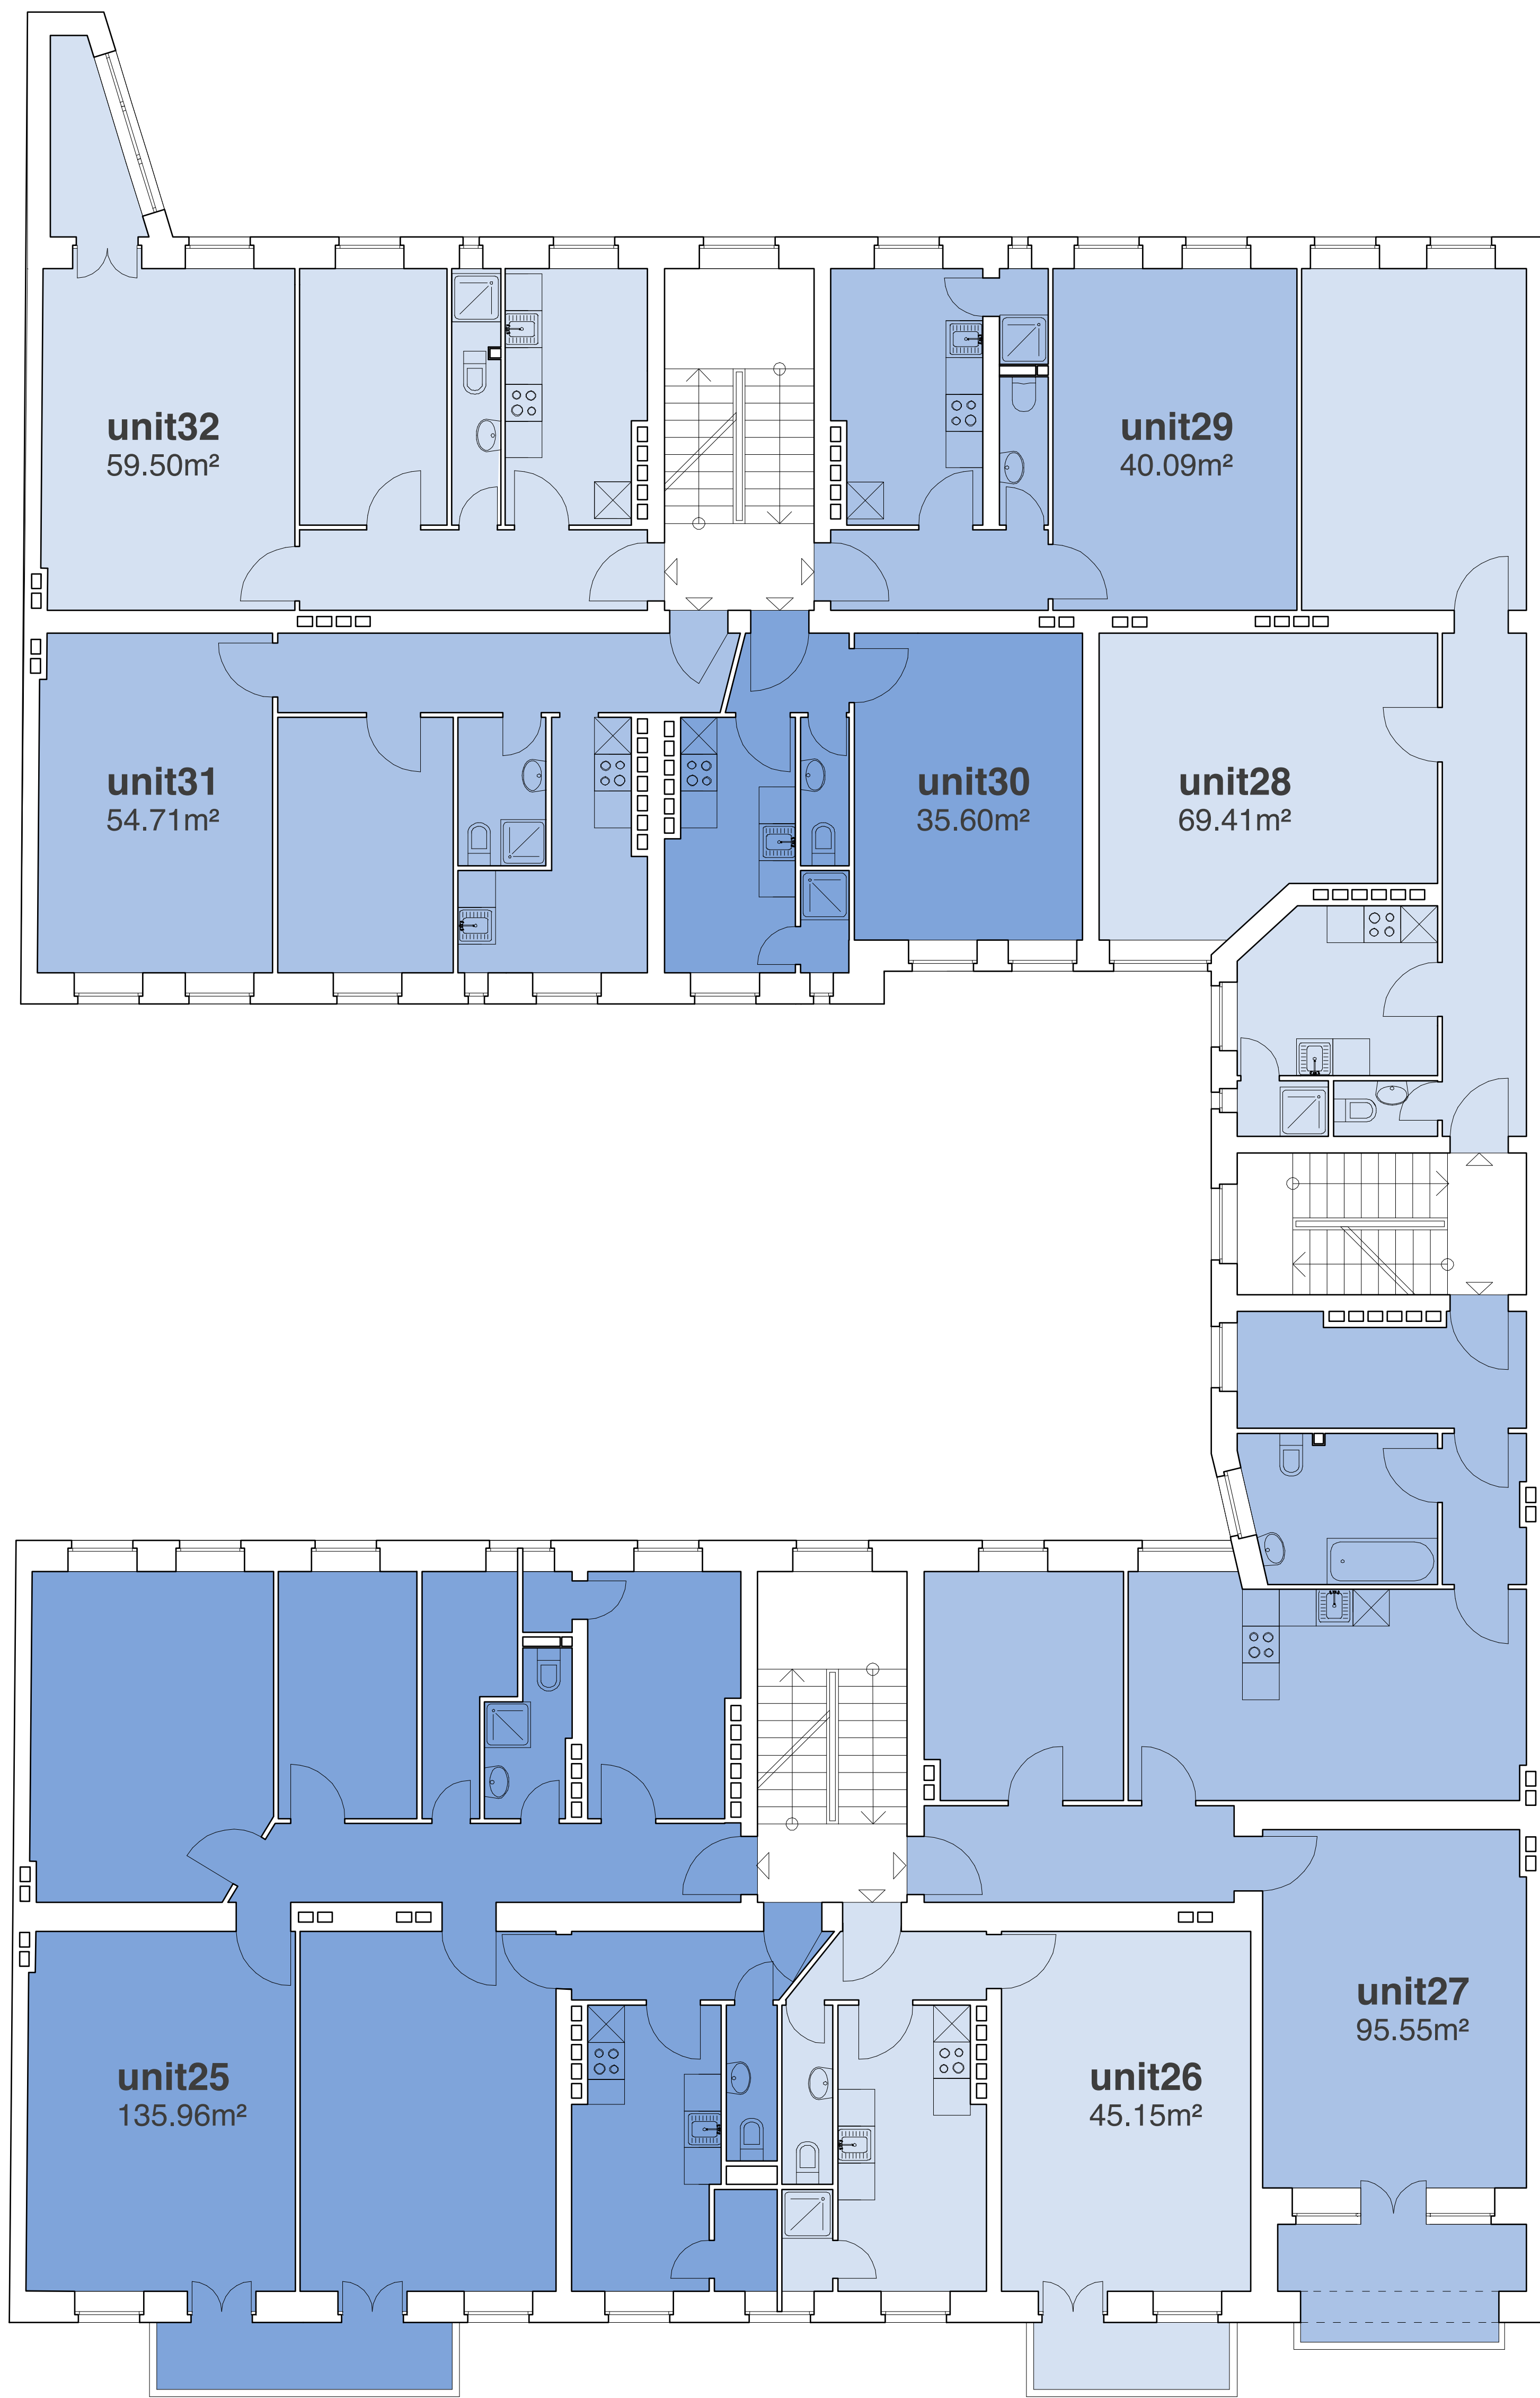 unit32
59.50m²
unit29
40.09m²
unit31
54.71m²
unit30
35.60m²
unit28
69.41m²
unit27
95.55m²
unit25
135.96m²
unit26
45.15m²